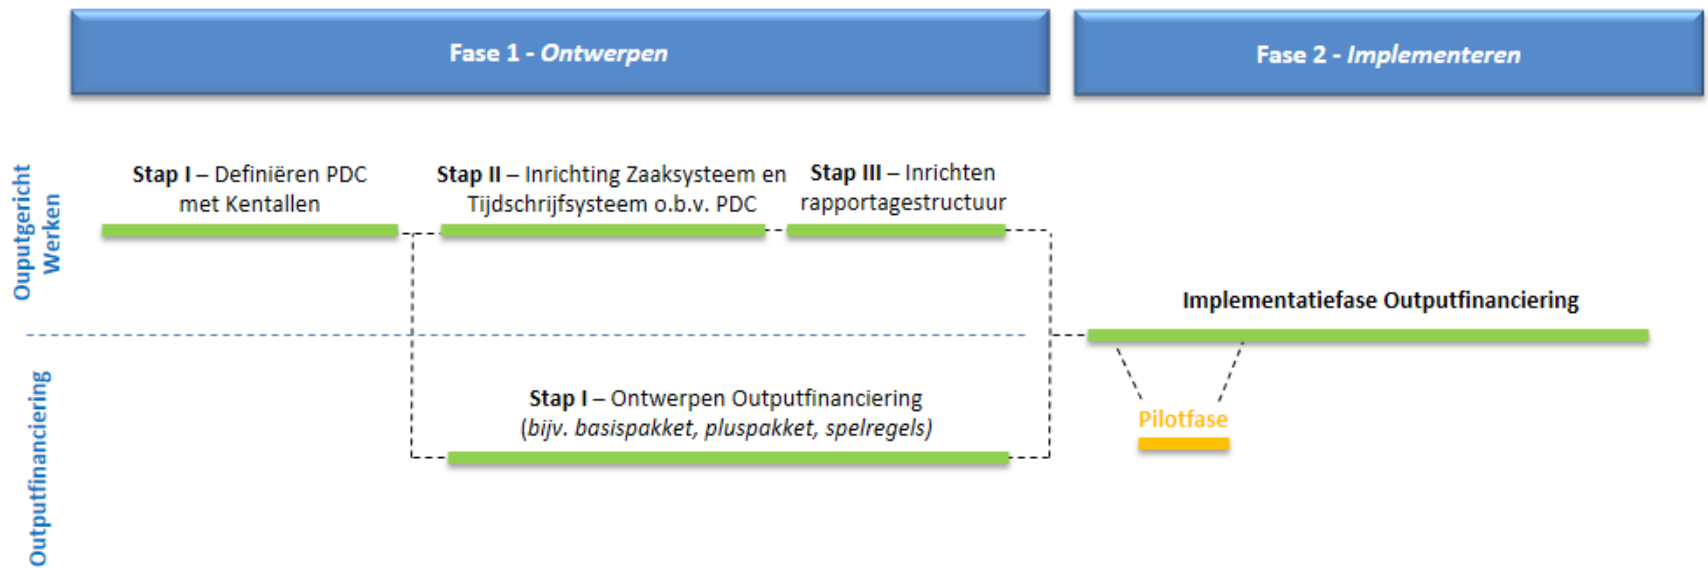 Fase 1 - Ontwerpen
Fase 2 - Implementeren
Ouputgericht
Werken
Stap I – Definiëren PDC
met Kentallen
Stap II – Inrichting Zaaksysteem en
Tijdschrijfsysteem o.b.v. PDC
Stap III – Inrichten
rapportagestructuur
Implementatiefase Outputfinanciering
Outputfinanciering
Stap I – Ontwerpen Outputfinanciering
(bijv. basispakket, pluspakket, spelregels)
Pilotfase